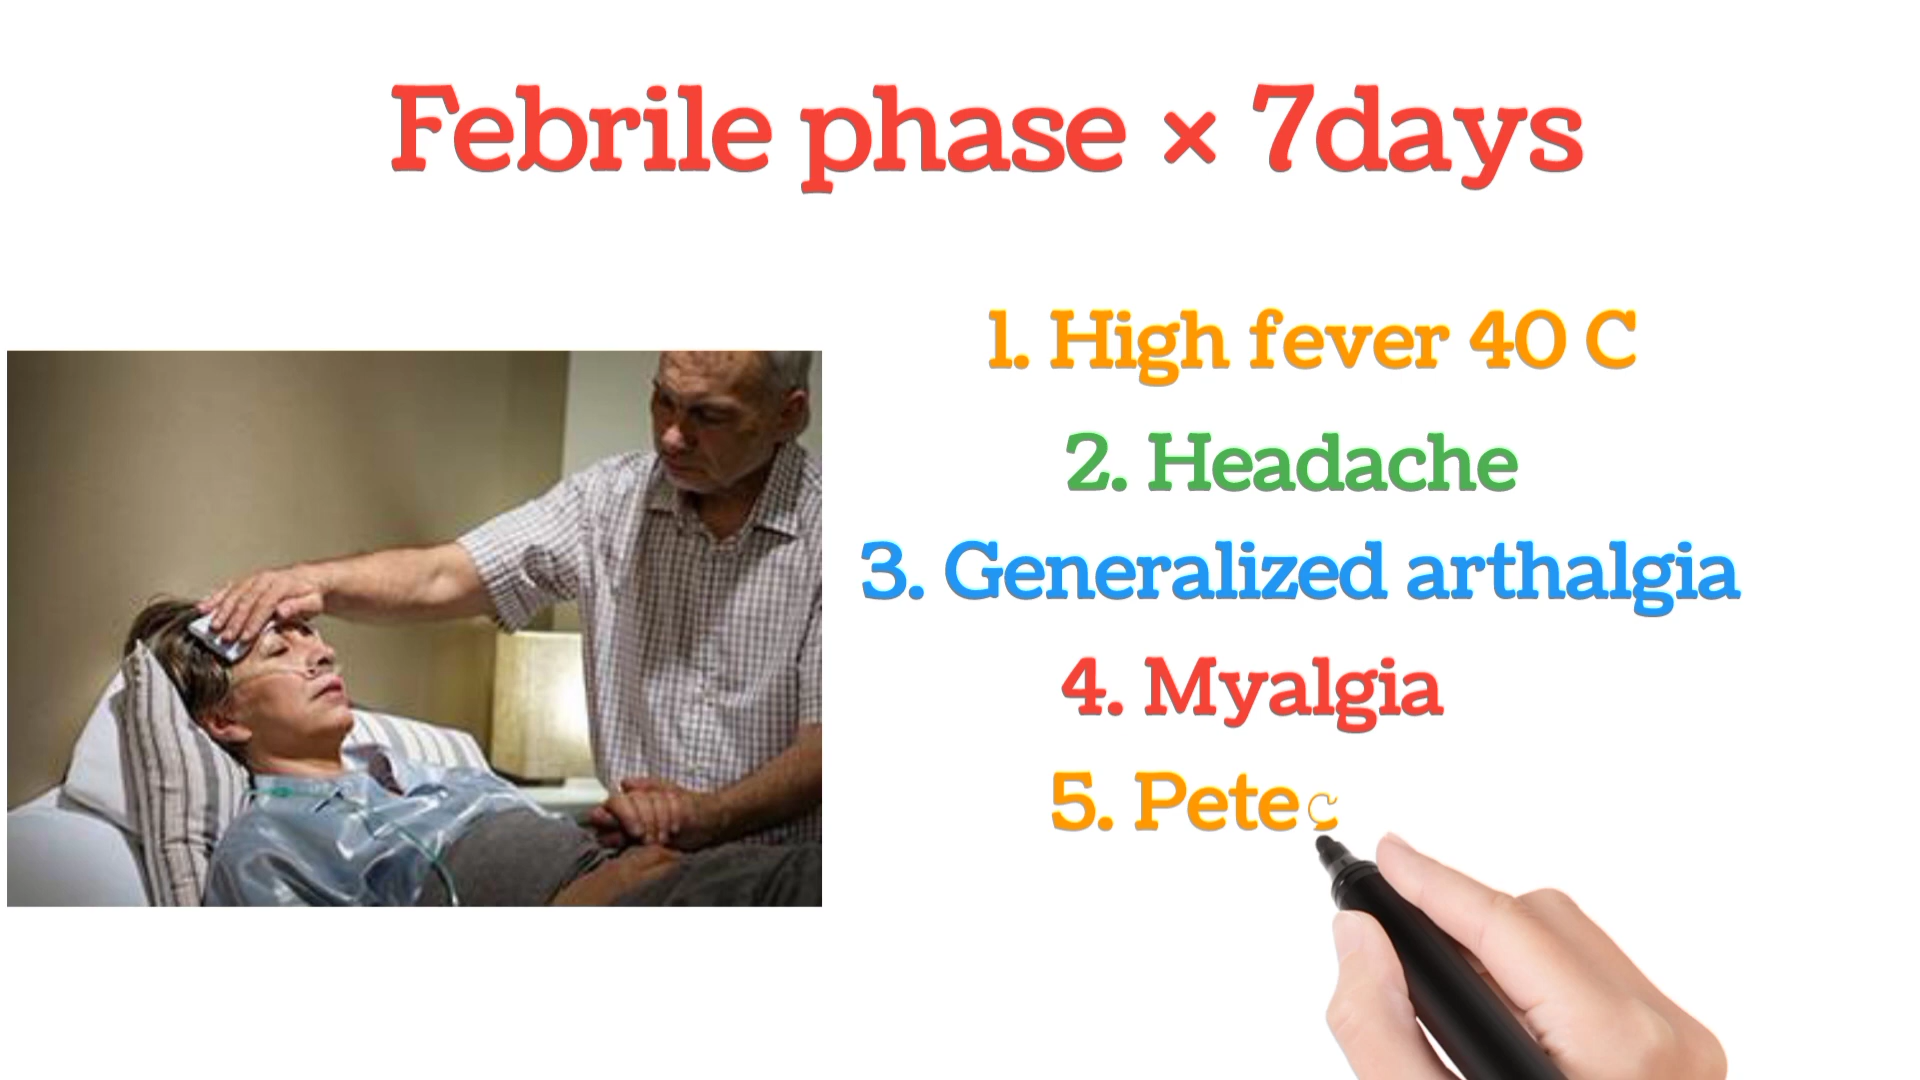 Febrile phase × 7days
1. High fever 40 C
2. Headache
3. Generalized arthalgia
4. Myalgia
5. Petec